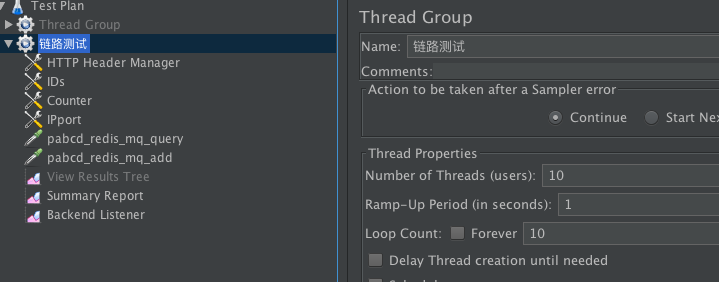 Test Plan
Thread Group
链路测试
HTTP Header Manager
IDs
Counter
IPport
pabcd_redis_mq_query
pabcd_redis_mq_add
View Results Tree
Summary Report
Backend Listener
Thread Group
Name: 链路测试
Comments:
Action to be taken after a Sampler error
Continue Start Nex
Thread Properties
Number of Threads (users): 10
Ramp-Up Period (in seconds): 1
Loop Count: Forever 10
Delay Thread creation until needed